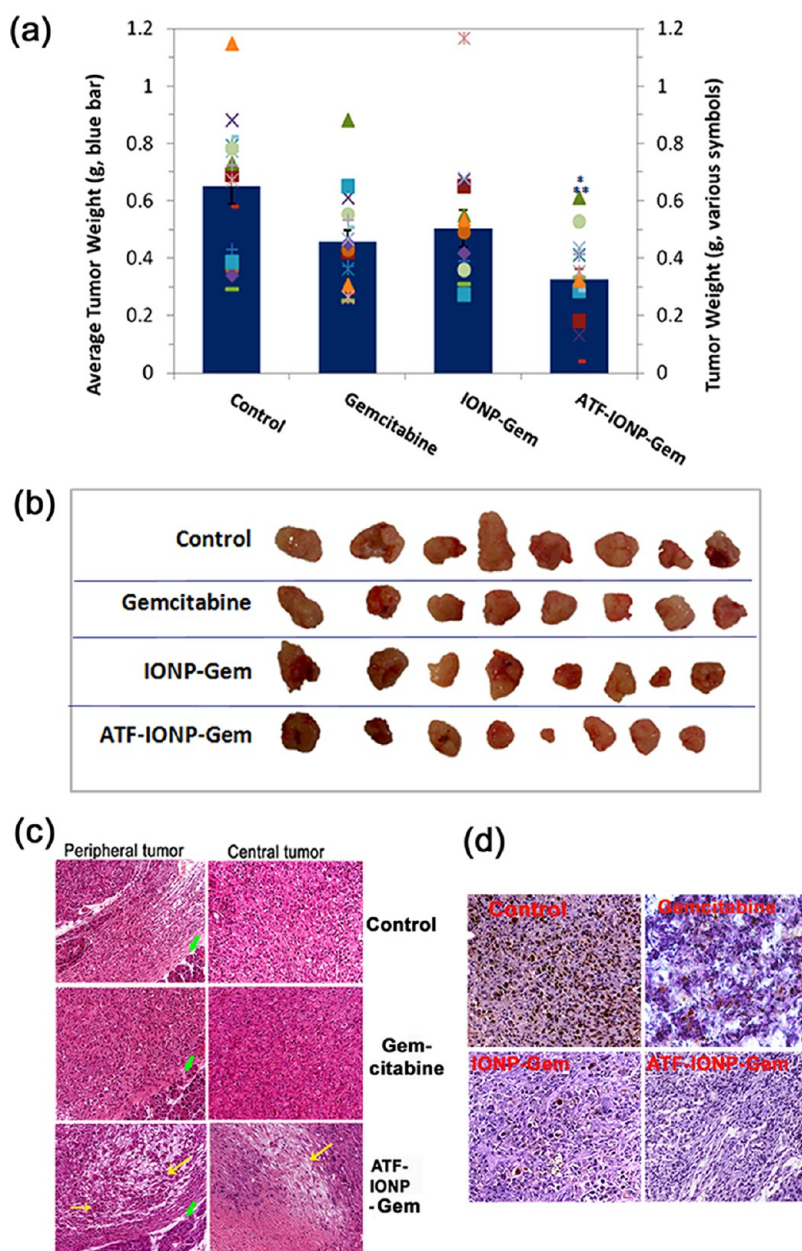 (a)
Average Tumor Weight (g, blue bar)
1.2
1
0.8
0.6
0.4
0.2
0
1.2
1
0.8
0.6
0.4
0.2
0
Tumor Weight (g, various symbols)
*
**
Control
Gemcitabine
IONP-Gem
ATF-IONP-Gem
(b)
Control
Gemcitabine
IONP-Gem
ATF-IONP-Gem
(c)
Peripheral tumor Central tumor
Control
Gem-
citabine
ATF-
IONP
-Gem
(d)
Control Gemcitabine
IONP-Gem ATF-IONP-Gem